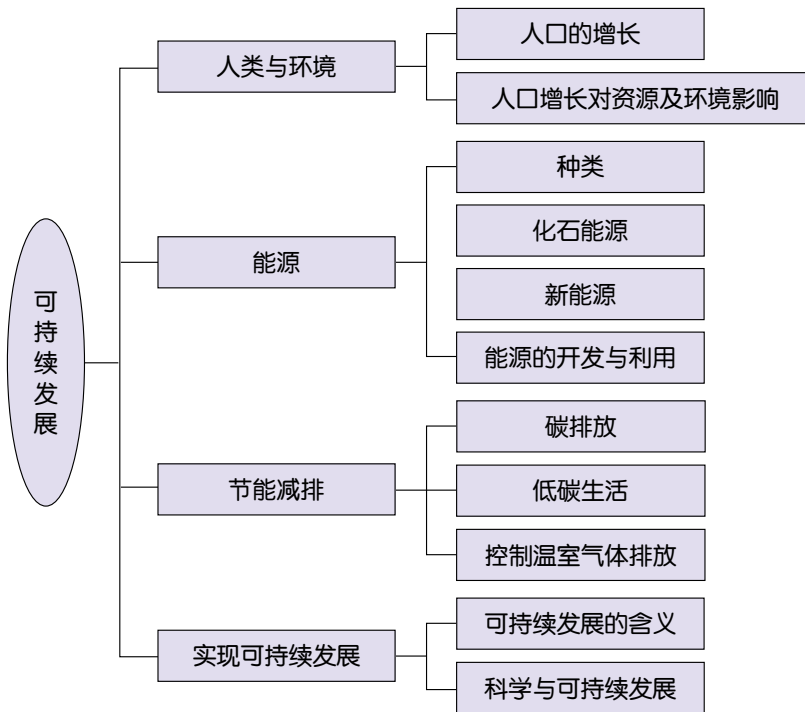 可持续发展
人类与环境
人口的增长
人口增长对资源及环境影响
能源
种类
化石能源
新能源
能源的开发与利用
节能减排
碳排放
低碳生活
控制温室气体排放
实现可持续发展
可持续发展的含义
科学与可持续发展